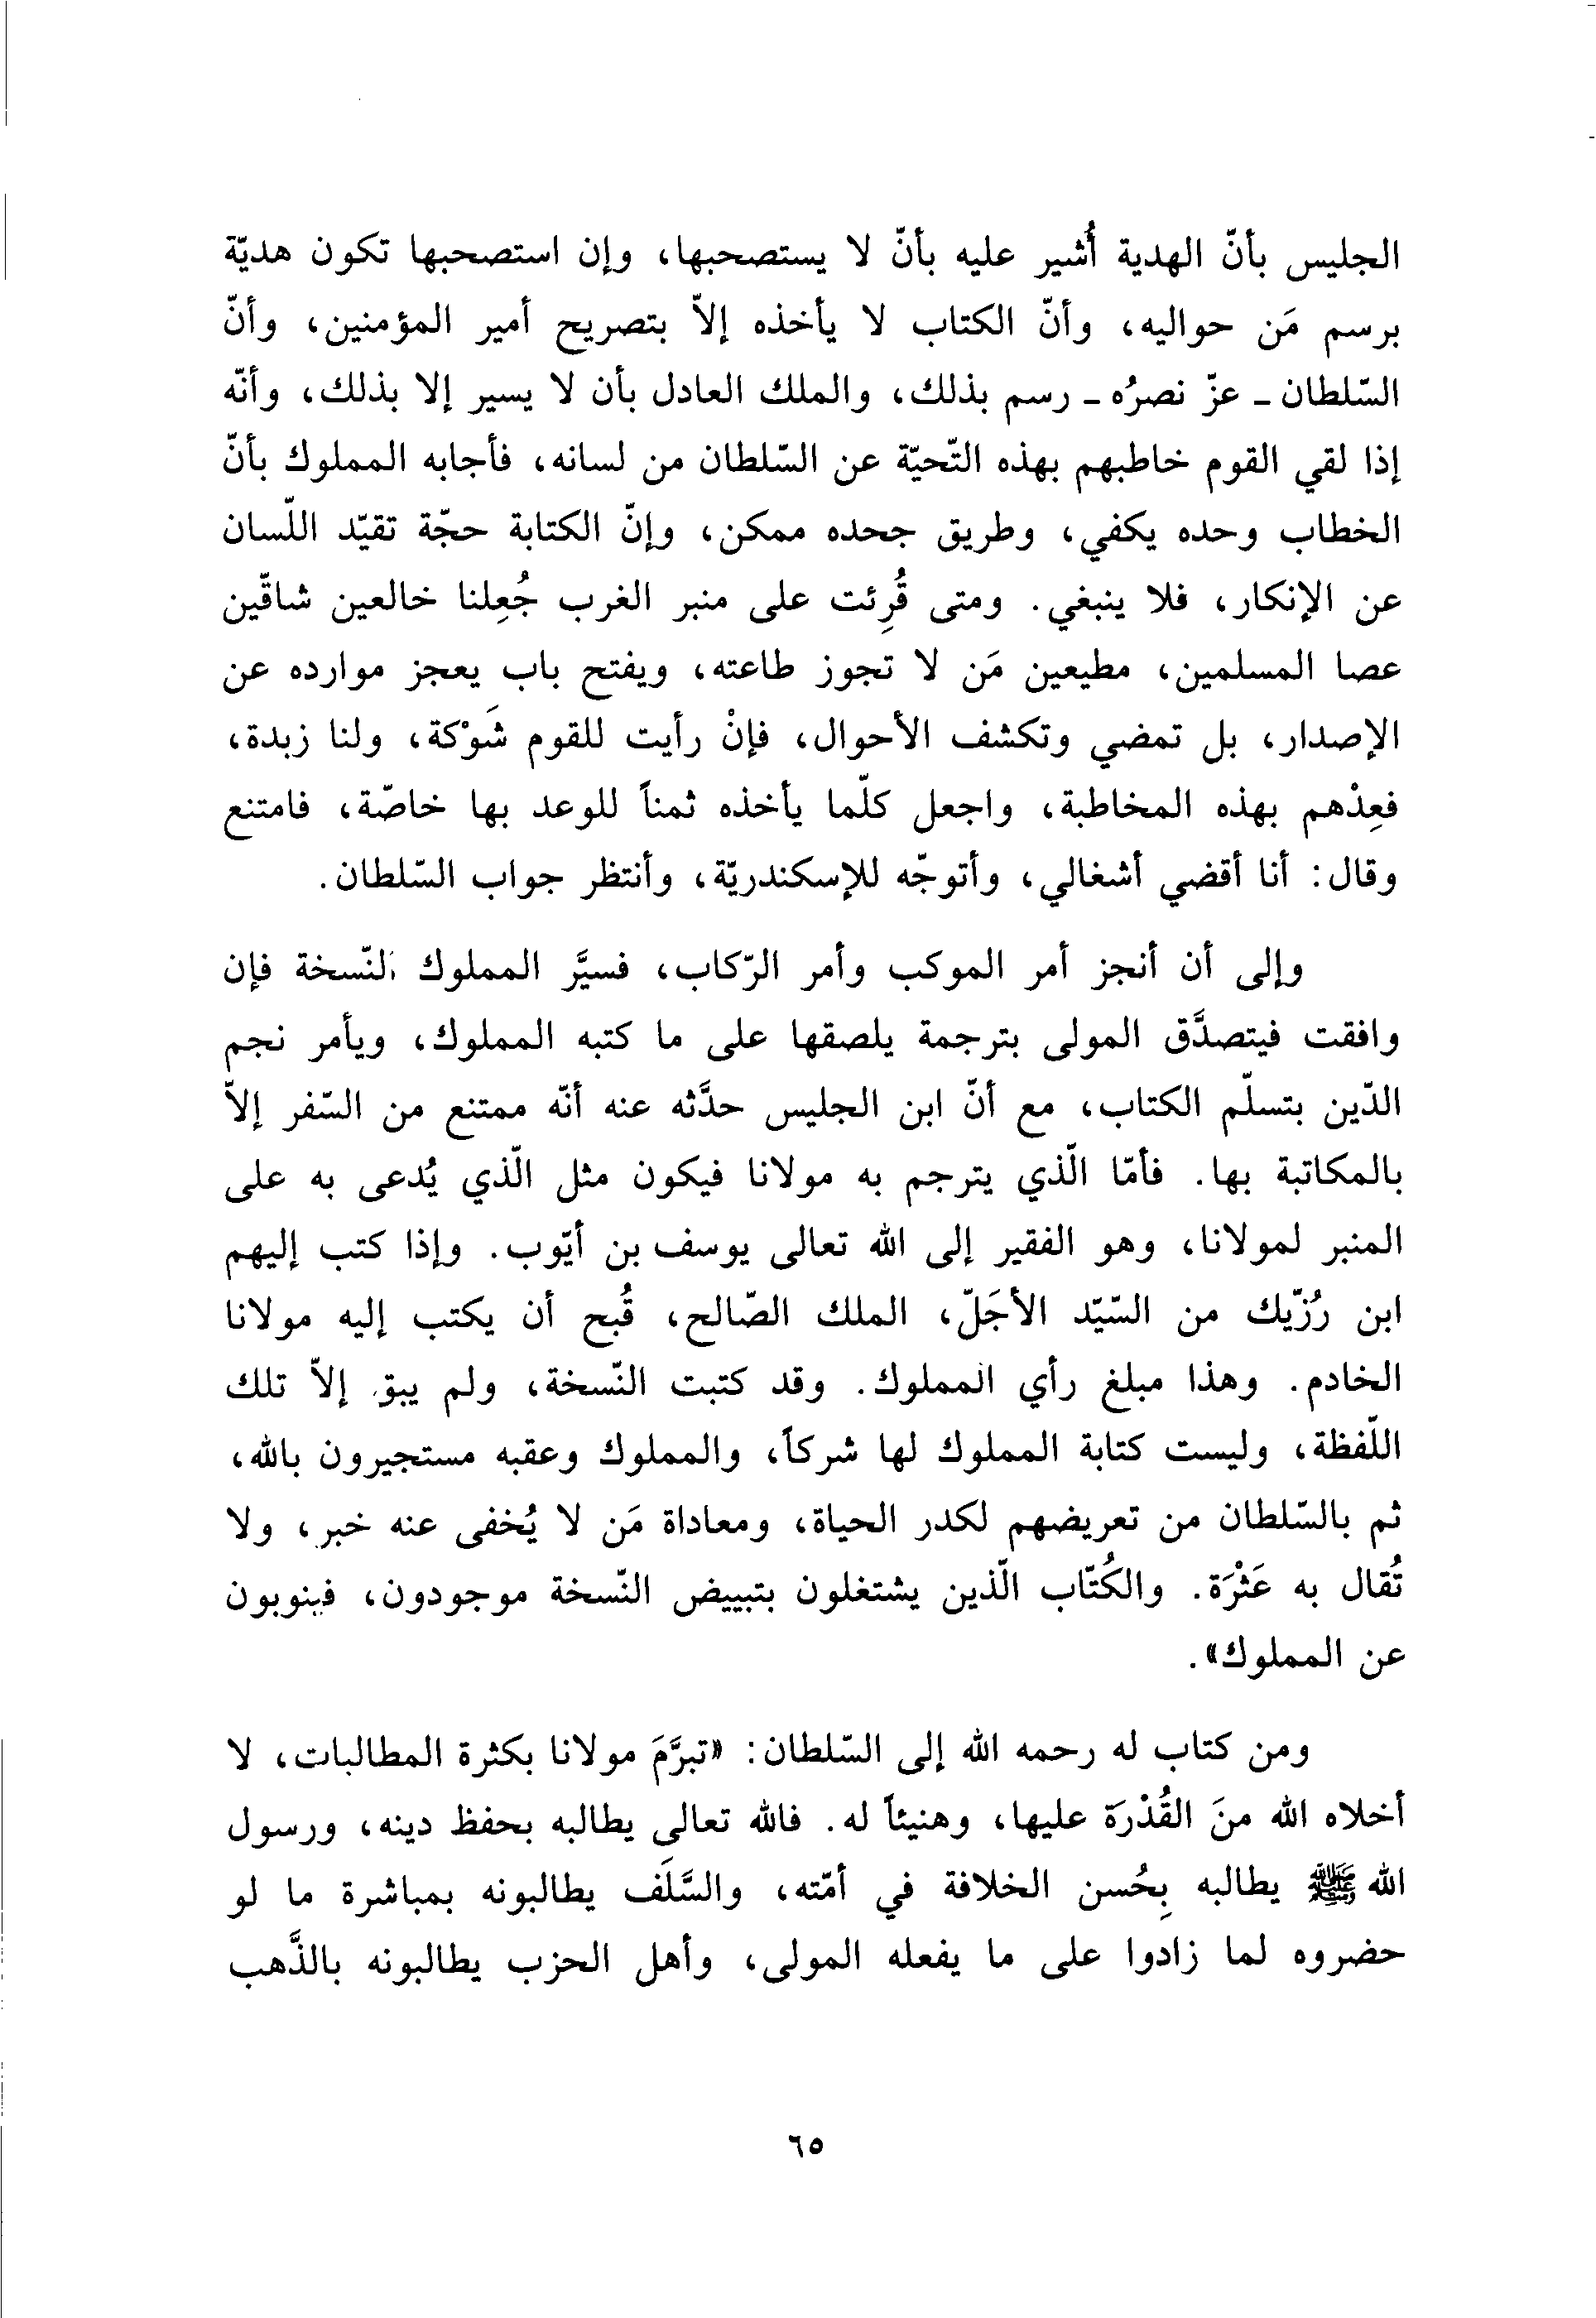 الجليس بأنّ الهدية أُشير عليه بأنّ لا يستصحبها، وإن استصحبها تكون هديّة
برسم مَن حواليه، وأنّ الكتاب لا يأخذه إلاّ بتصريح أمير المؤمنين، وأنّ
السّلطان - عزّ نصرُه - رسم بذلك، والملك العادل بأن لا يسير إلا بذلك، وأنّه
إذا لقي القوم خاطبهم بهذه التّحيّة عن السّلطان من لسانه، فأجابه المملوك بأنّ
الخطاب وحده يكفي، وطريق جحده ممكن، وإنّ الكتابة حجّة تقيّد اللّسان
عن الإنكار، فلا ينبغي. ومتى قُرِئت على منبر الغرب جُعِلنا خالعين شاقّين
عصا المسلمين، مطيعين مَن لا تجوز طاعته، ويفتح باب يعجز موارده عن
الإصدار، بل تمضي وتكشف الأحوال، فإنْ رأيت للقوم شَوْكة، ولنا زبدة،
فعِدْهم بهذه المخاطبة، واجعل كلّما يأخذه ثمناً للوعد بها خاصّة، فامتنع
وقال: أنا أقضي أشغالي، وأتوجّه للإسكندريّة، وأنتظر جواب السّلطان.
وإلى أن أنجز أمر الموكب وأمر الرّكاب، فسيَّر المملوك النّسخة فإن
وافقت فيتصدَّق المولى بترجمة يلصقها على ما كتبه المملوك، ويأمر نجم
الدّين بتسلّم الكتاب، مع أنّ ابن الجليس حدَّثه عنه أنّه ممتنع من السّفر إلاّ
بالمكاتبة بها. فأمّا الّذي يترجم به مولانا فيكون مثل الّذي يُدعى به على
المنبر لمولانا، وهو الفقير إلى الله تعالى يوسف بن أيّوب. وإذا كتب إليهم
ابن رُزّيك من السّيّد الأجَلّ، الملك الصّالح، قُبح أن يكتب إليه مولانا
الخادم. وهذا مبلغ رأي المملوك. وقد كتبت النّسخة، ولم يبق إلاّ تلك
اللّفظة، وليست كتابة المملوك لها شركاً، والمملوك وعقبه مستجيرون بالله،
ثم بالسّلطان من تعريضهم لكدر الحياة، ومعاداة مَن لا يُخفى عنه خبر، ولا
تُقال به عَثْرَة. والكُتّاب الّذين يشتغلون بتبييض النّسخة موجودون، فينوبون
عن المملوك».
ومن كتاب له رحمه الله إلى السّلطان: «تبرَّمَ مولانا بكثرة المطالبات، لا
أخلاه الله منَ القُدْرَة عليها، وهنيئاً له. فالله تعالى يطالبه بحفظ دينه، ورسول
الله ﷺ يطالبه بِحُسن الخلافة في أمّته، والسَّلَف يطالبونه بمباشرة ما لو
حضروه لما زادوا على ما يفعله المولى، وأهل الحزب يطالبونه بالذَّهب
٦٥